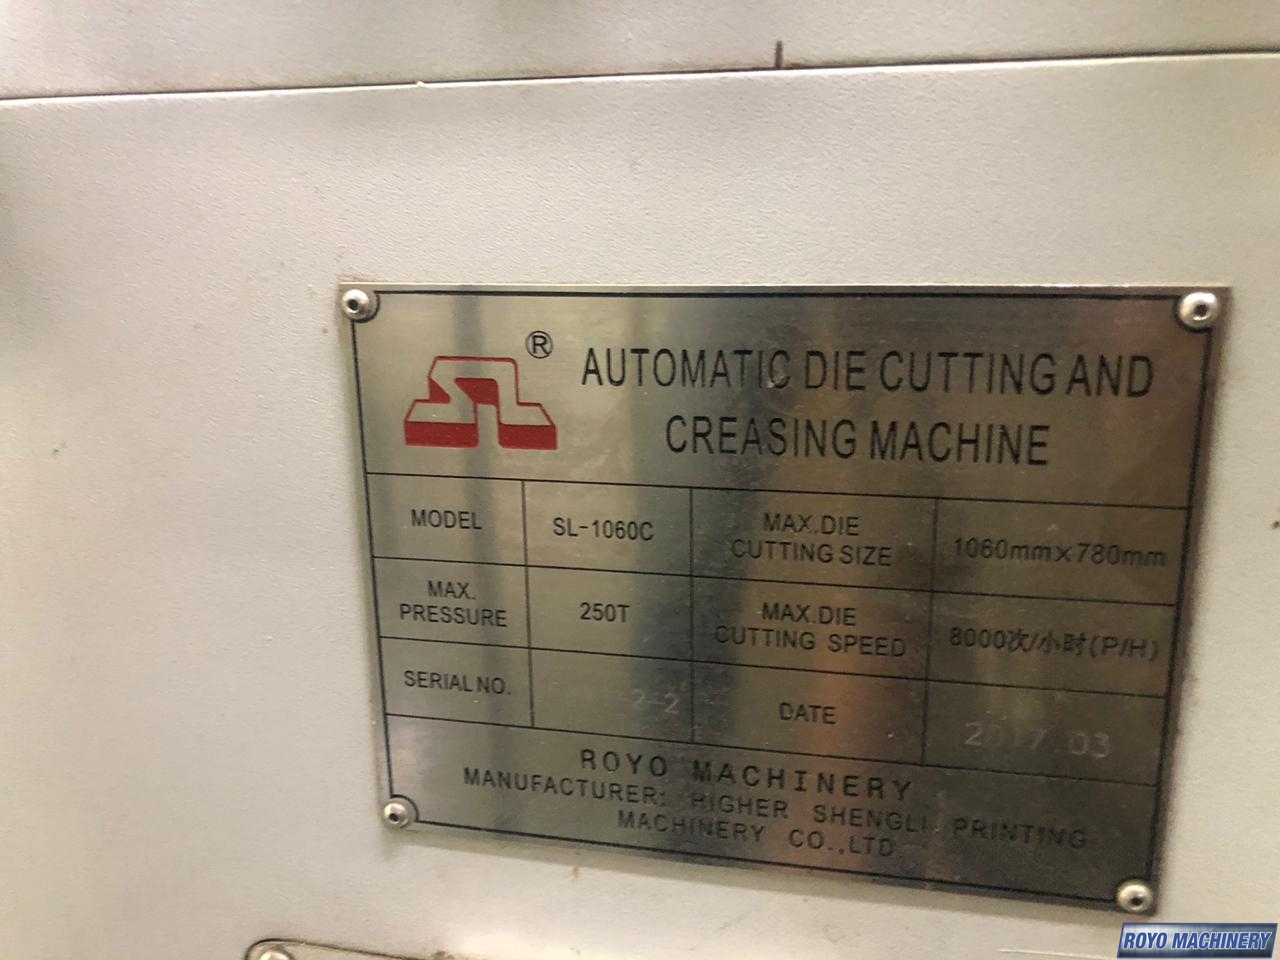 ®
AUTOMATIC DIE CUTTING AND
CREASING MACHINE
MODEL
SL-1060C
MAX.DIE
CUTTING SIZE
1060mm×780mm
MAX.
PRESSURE
250T
MAX.DIE
CUTTING SPEED
8000次/小时(P/H)
SERIAL NO.
DATE
2017.03
ROYO MACHINERY
MANUFACTURER: HIGHER SHENGLI PRINTING
MACHINERY CO.,LTD
ROYO MACHINERY